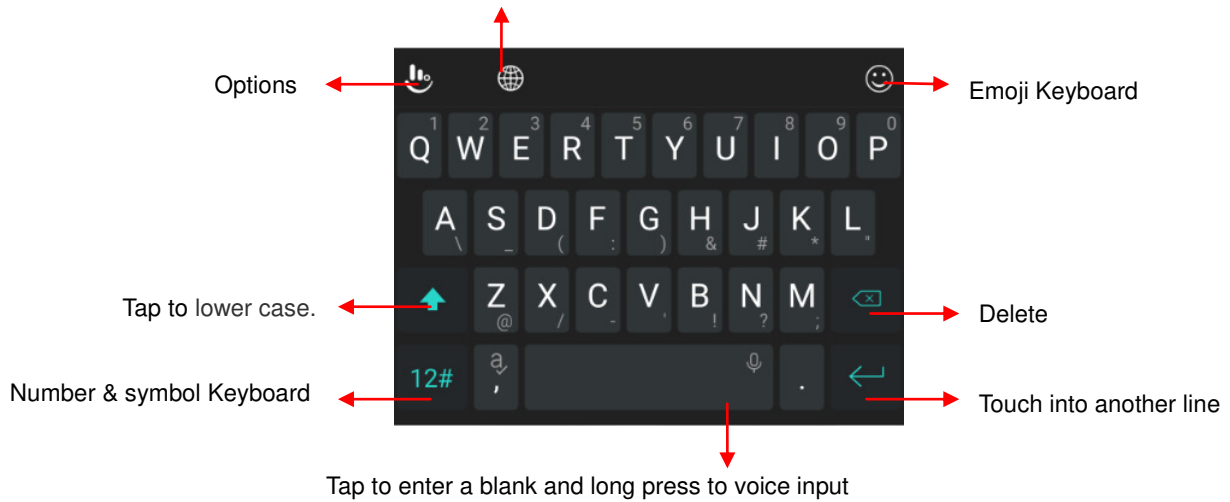 Options
Emoji Keyboard
1 2 3 4 5 6 7 8 9 0
Q W E R T Y U I O P
A S D F G H J K L
\ _ ( : ) & # * "
Tap to lower case.
Z X C V B N M
@ / - ' ! ? ;
Delete
Number & symbol Keyboard
12# a , .
Touch into another line
Tap to enter a blank and long press to voice input